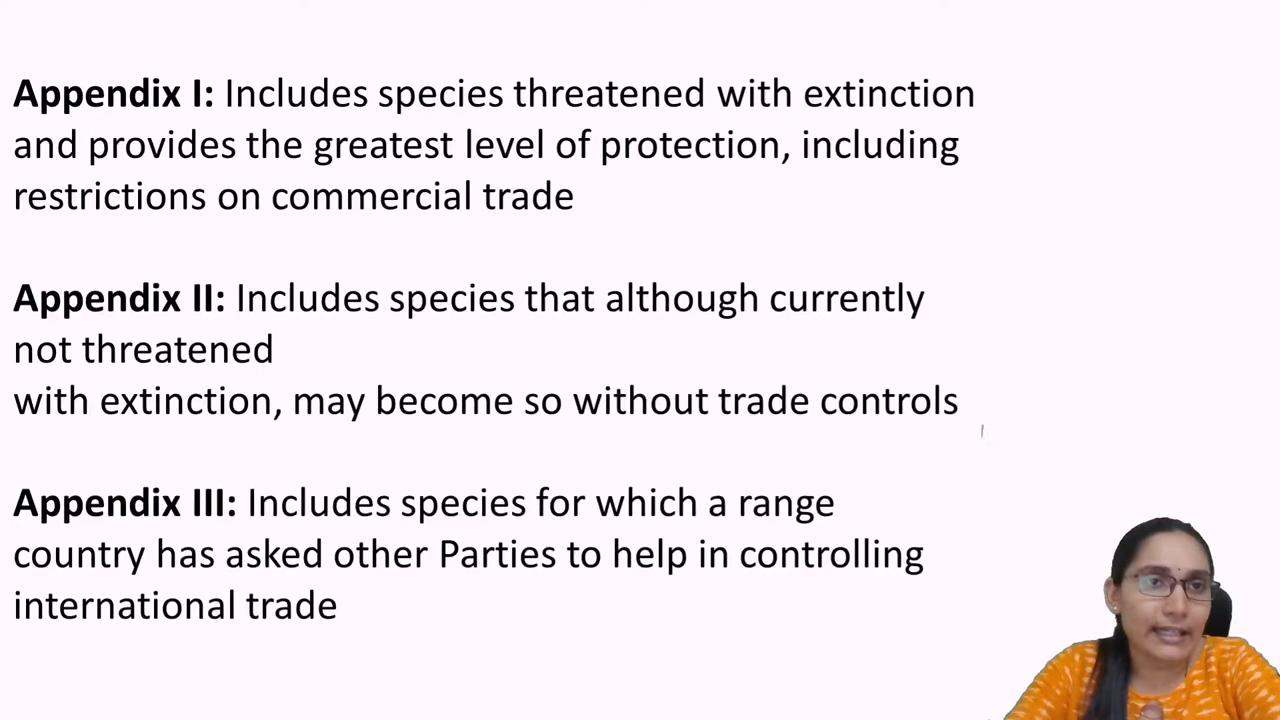 Appendix I: Includes species threatened with extinction
and provides the greatest level of protection, including
restrictions on commercial trade
Appendix II: Includes species that although currently
not threatened
with extinction, may become so without trade controls
Appendix III: Includes species for which a range
country has asked other Parties to help in controlling
international trade